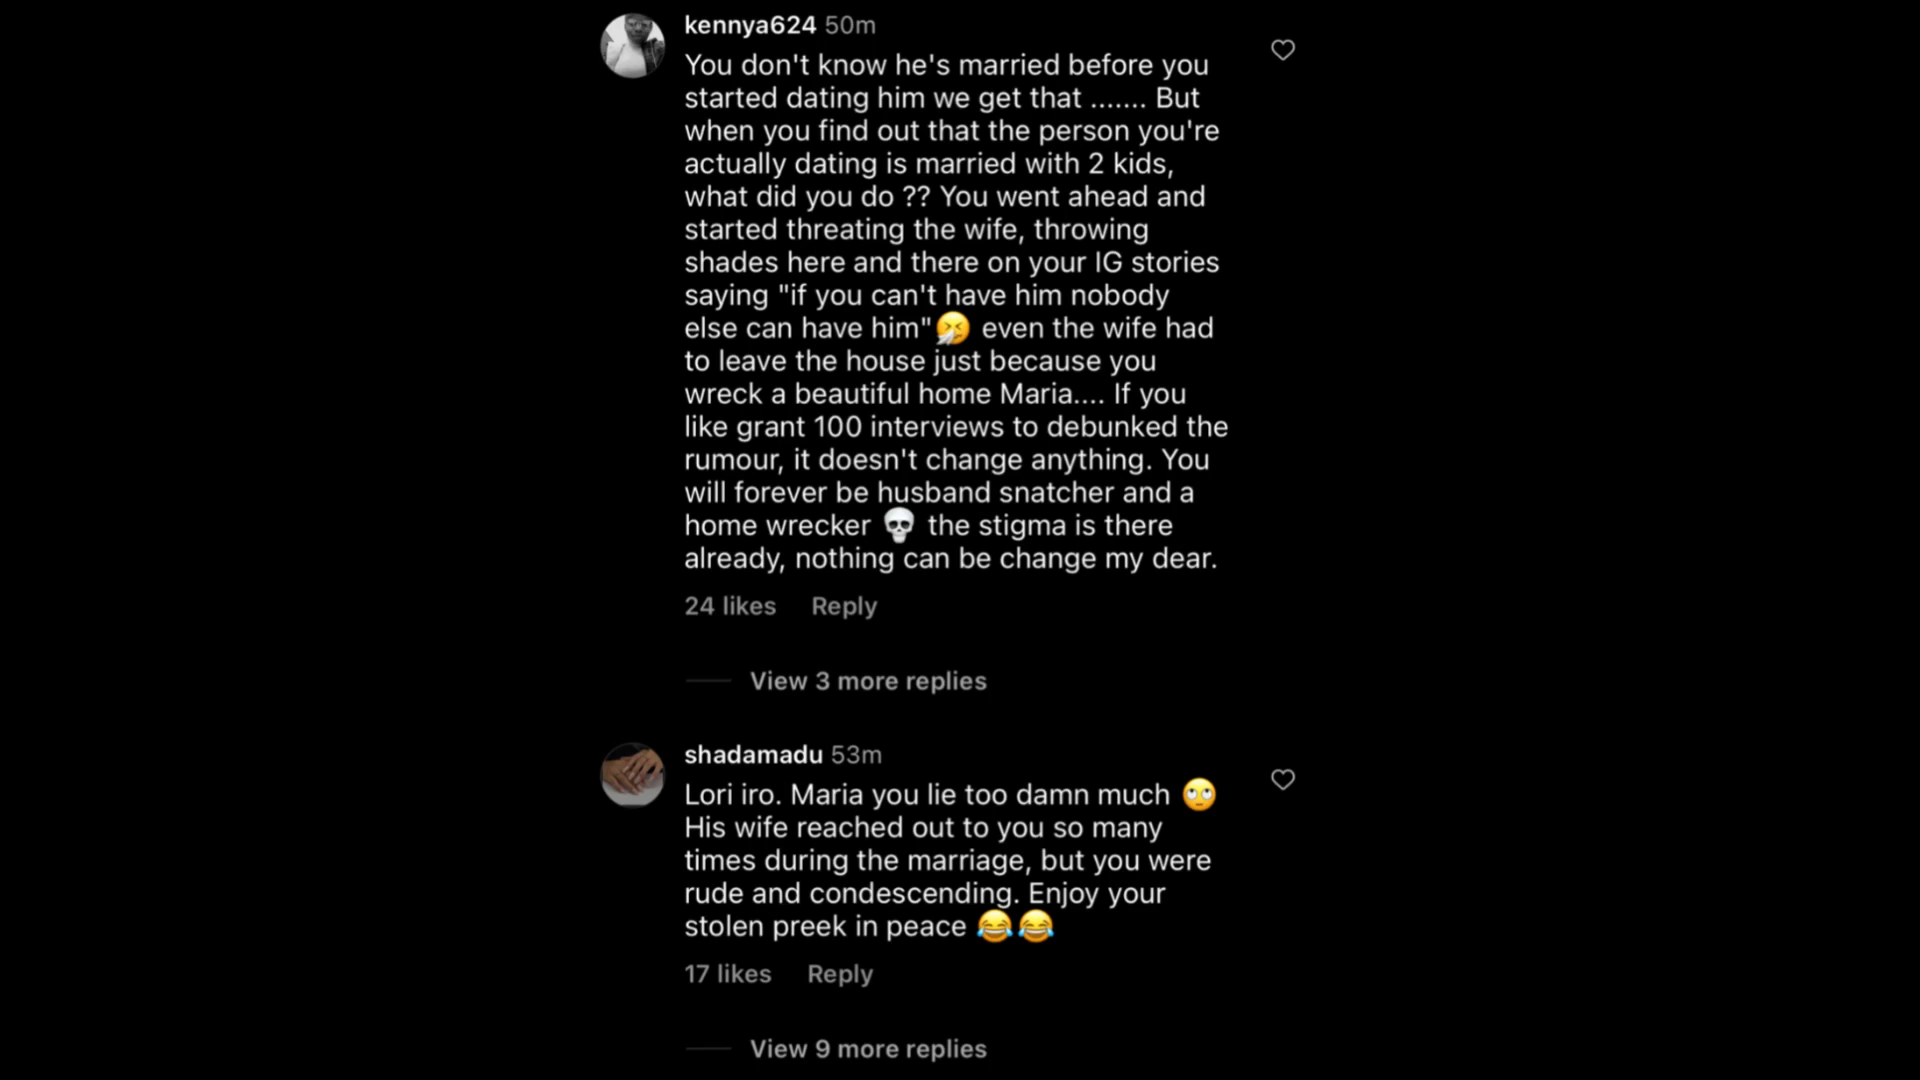 kennya624 50m
You don't know he's married before you
started dating him we get that ....... But
when you find out that the person you're
actually dating is married with 2 kids,
what did you do ?? You went ahead and
started threating the wife, throwing
shades here and there on your IG stories
saying "if you can't have him nobody
else can have him"🤧 even the wife had
to leave the house just because you
wreck a beautiful home Maria.... If you
like grant 100 interviews to debunked the
rumour, it doesn't change anything. You
will forever be husband snatcher and a
home wrecker 💀 the stigma is there
already, nothing can be change my dear.
24 likes Reply
View 3 more replies
shadamadu 53m
Lori iro. Maria you lie too damn much 🙄
His wife reached out to you so many
times during the marriage, but you were
rude and condescending. Enjoy your
stolen preek in peace 😂😂
17 likes Reply
View 9 more replies